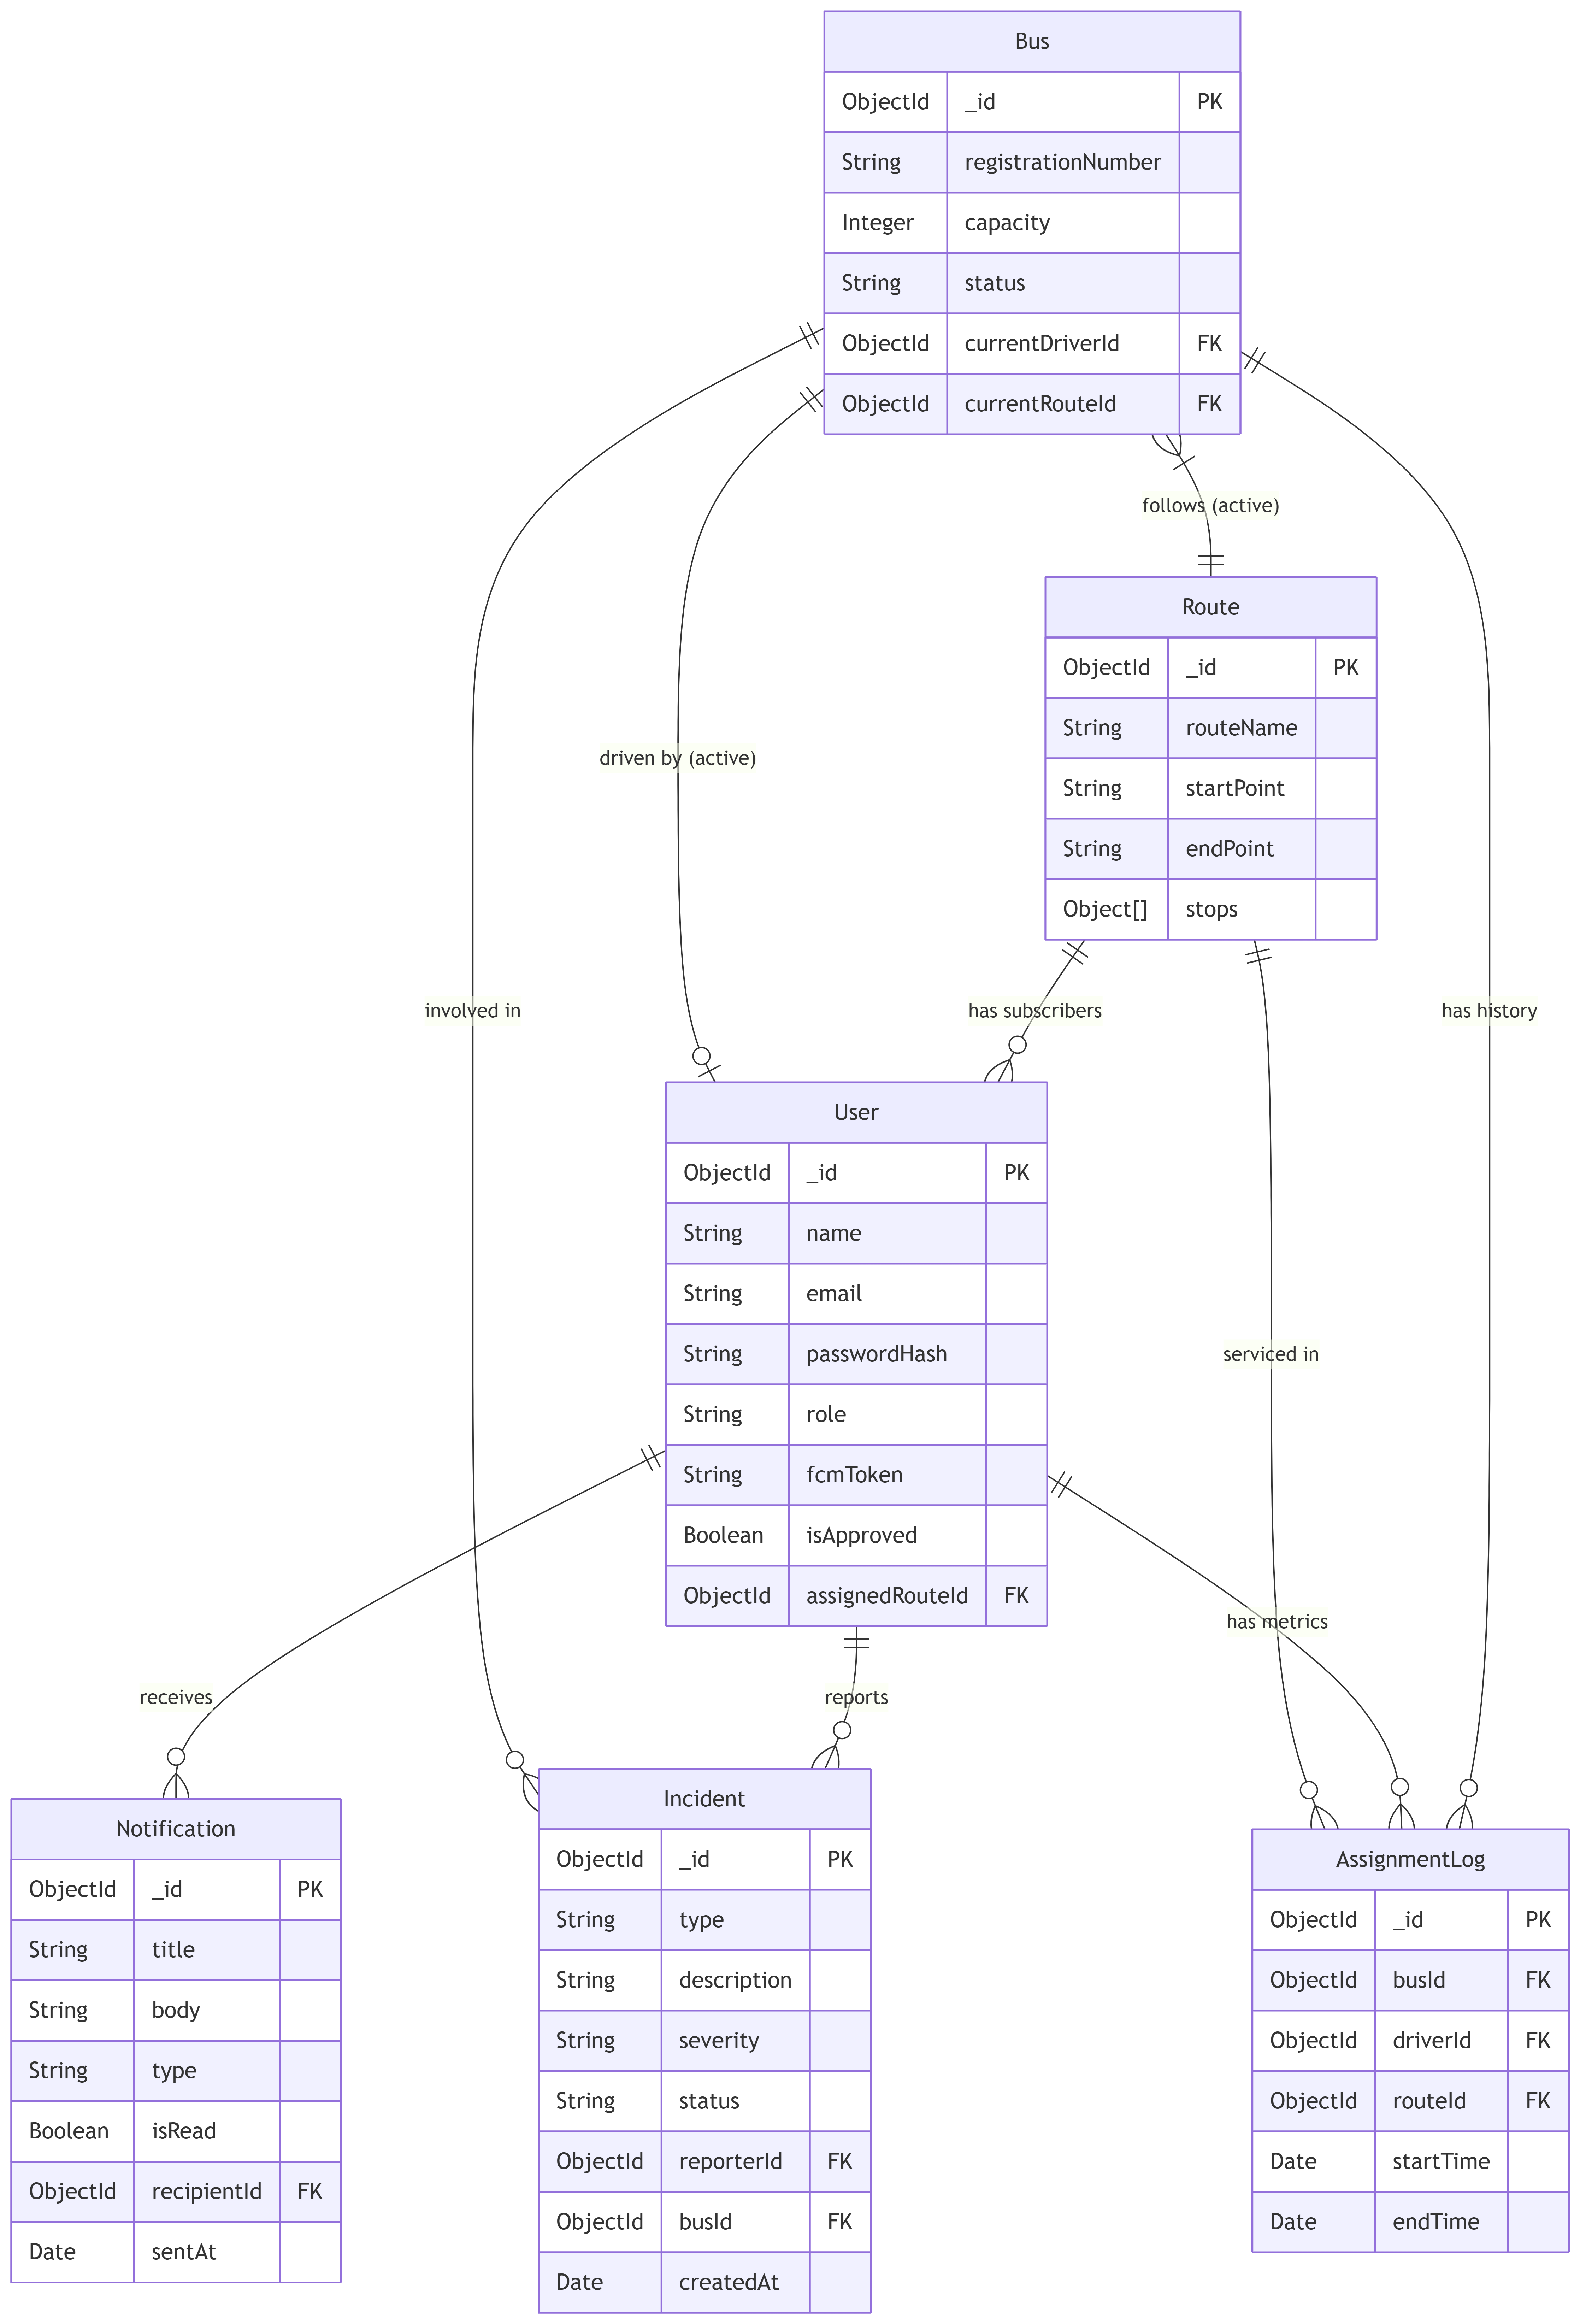 Bus
ObjectId _id PK
String registrationNumber
Integer capacity
String status
ObjectId currentDriverId FK
ObjectId currentRouteId FK
follows (active)
Route
ObjectId _id PK
String routeName
String startPoint
String endPoint
Object[] stops
driven by (active)
involved in
has subscribers
has history
User
ObjectId _id PK
String name
String email
String passwordHash
String role
String fcmToken
Boolean isApproved
ObjectId assignedRouteId FK
serviced in
has metrics
receives
reports
Notification
ObjectId _id PK
String title
String body
String type
Boolean isRead
ObjectId recipientId FK
Date sentAt
Incident
ObjectId _id PK
String type
String description
String severity
String status
ObjectId reporterId FK
ObjectId busId FK
Date createdAt
AssignmentLog
ObjectId _id PK
ObjectId busId FK
ObjectId driverId FK
ObjectId routeId FK
Date startTime
Date endTime